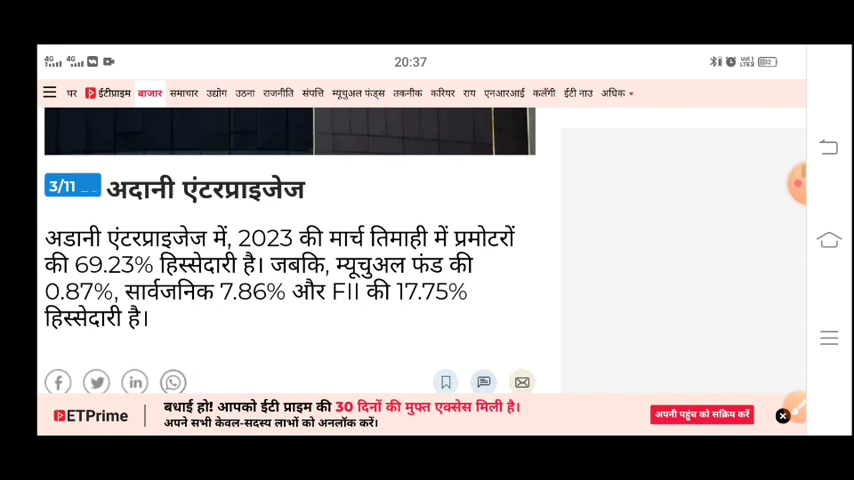 4G 4G 20:37
घर ईटीप्राइम बाजार समाचार उद्योग उठना राजनीति संपत्ति म्यूचुअल फंड्स तकनीक करियर राय एनआरआई कलँगी ईटी नाउ अधिक
3/11
अदानी एंटरप्राइजेज
अडानी एंटरप्राइजेज में, 2023 की मार्च तिमाही में प्रमोटरों
की 69.23% हिस्सेदारी है। जबकि, म्यूचुअल फंड की
0.87%, सार्वजनिक 7.86% और FII की 17.75%
हिस्सेदारी है।
ETPrime
बधाई हो! आपको ईटी प्राइम की 30 दिनों की मुफ्त एक्सेस मिली है।
अपने सभी केवल-सदस्य लाभों को अनलॉक करें।
अपनी पहुंच को सक्रिय करें